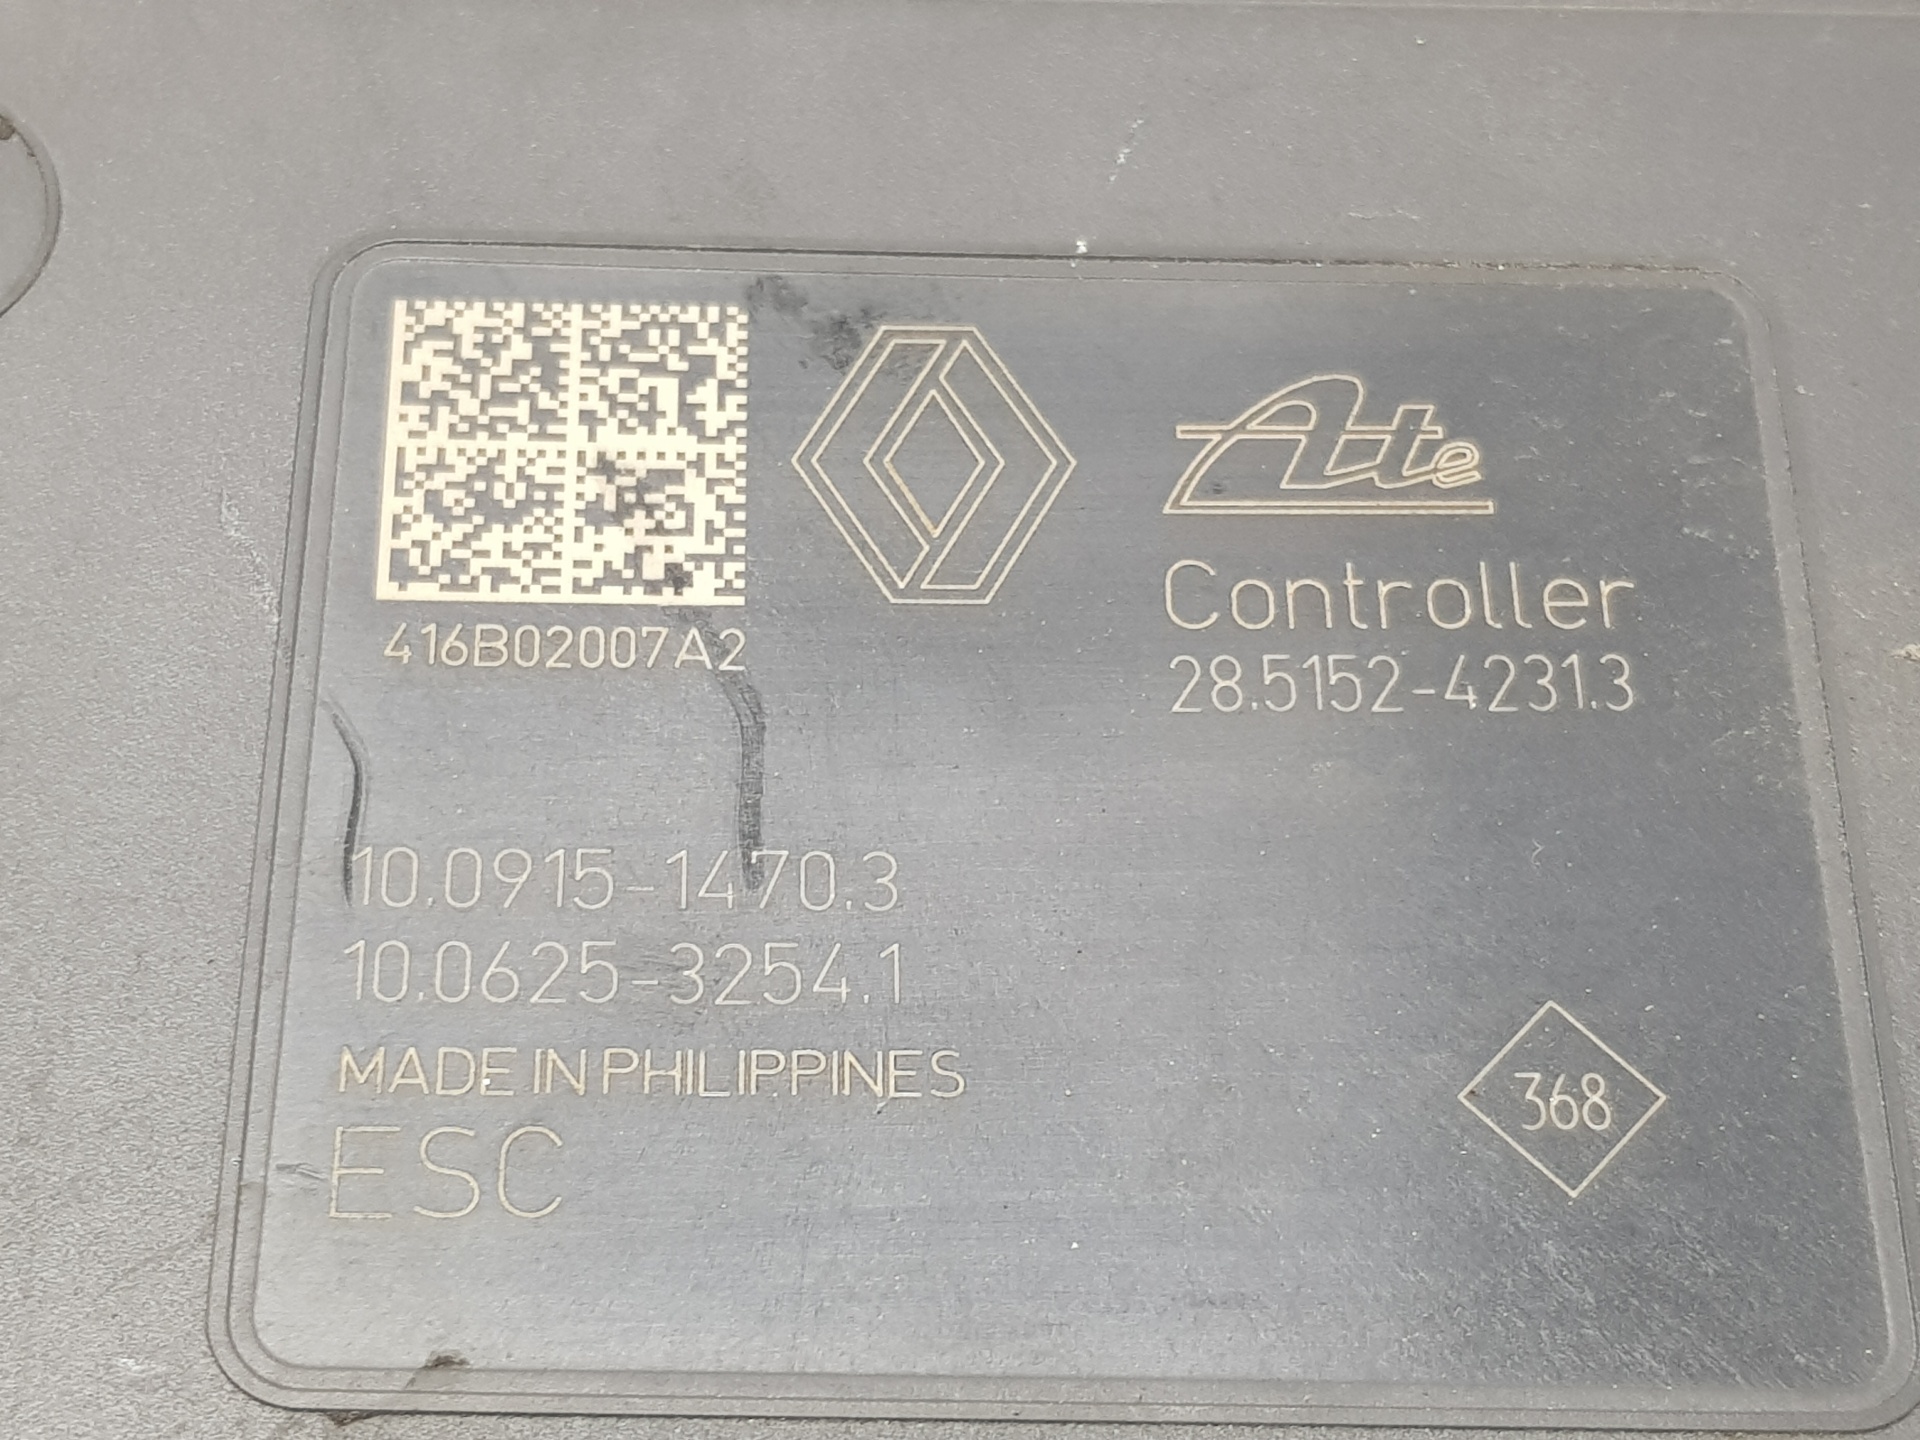 416B02007A2
Ate
Controller
28.5152-4231.3
10.0915-1470.3
10.0625-3254.1
MADE IN PHILIPPINES
ESC
368